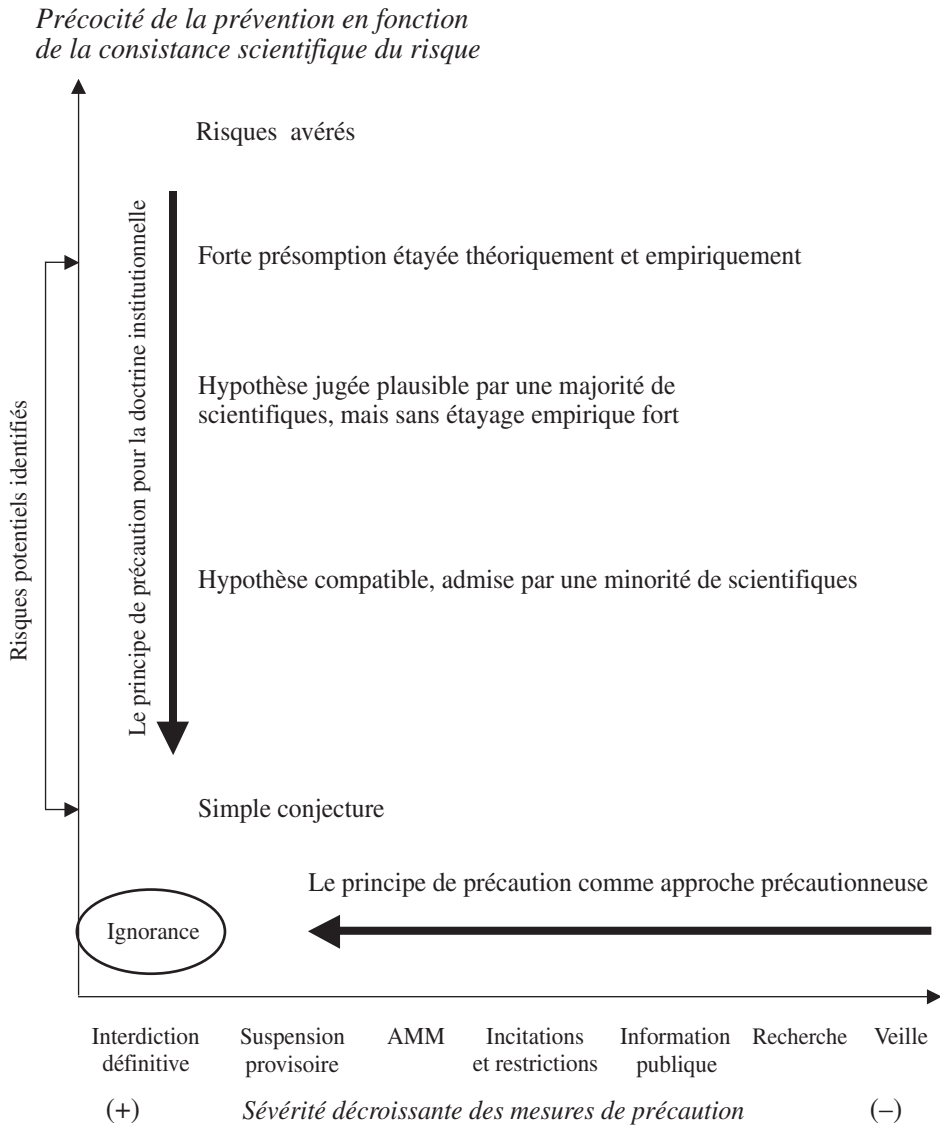 Précocité de la prévention en fonction
de la consistance scientifique du risque
Risques avérés
Le principe de précaution pour la doctrine institutionnelle
Forte présomption étayée théoriquement et empiriquement
Hypothèse jugée plausible par une majorité de
scientifiques, mais sans étayage empirique fort
Risques potentiels identifiés
Hypothèse compatible, admise par une minorité de scientifiques
Simple conjecture
Le principe de précaution comme approche précautionneuse
Ignorance
Interdiction
définitive
Suspension
provisoire
AMM
Incitations
et restrictions
Information
publique
Recherche
Veille
(+)
Sévérité décroissante des mesures de précaution
(–)